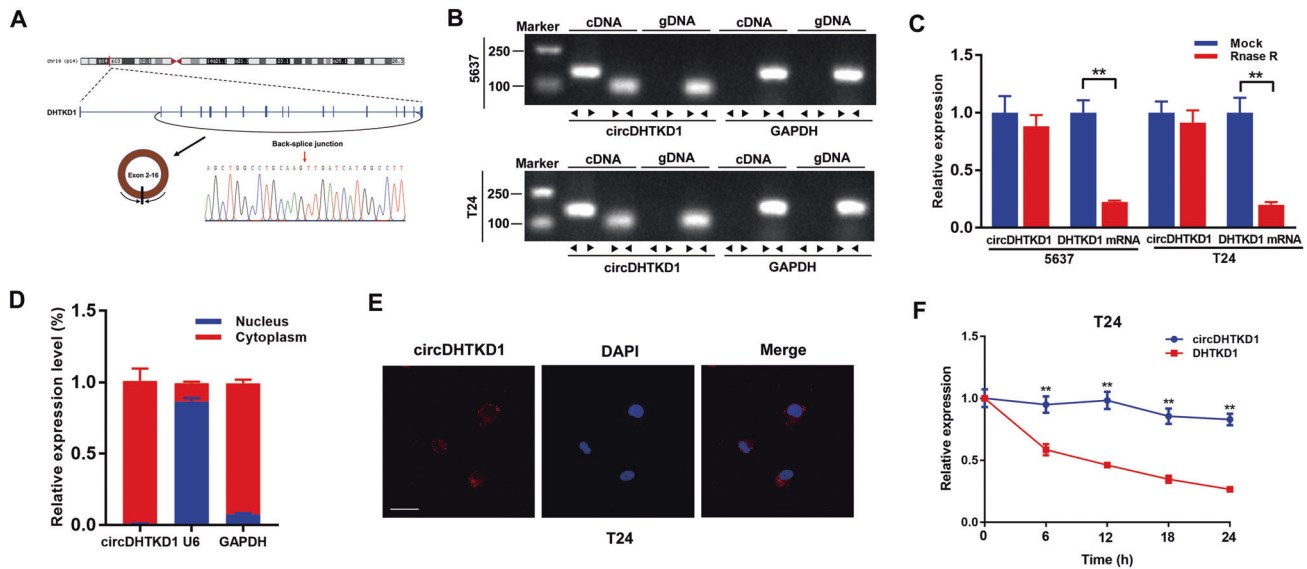 A
chr10 (p14)
DHTKD1
Back-splice junction
Exon 2-16
AGCTGGCCTGCAAGTTGATCATGGCCTT
B
cDNA gDNA cDNA gDNA
Marker
5637
250
100
circDHTKD1 GAPDH
cDNA gDNA cDNA gDNA
Marker
T24
250
100
circDHTKD1 GAPDH
C
Mock
Rnase R
Relative expression
1.5
1.0
0.5
0.0
** **
circDHTKD1 DHTKD1 mRNA circDHTKD1 DHTKD1 mRNA
5637 T24
D
Relative expression level (%)
Nucleus
Cytoplasm
1.5
1.0
0.5
0.0
circDHTKD1 U6 GAPDH
E
circDHTKD1 DAPI Merge
T24
F
T24
circDHTKD1
DHTKD1
Relative expression
1.5
1.0
0.5
0.0
** ** ** **
0 6 12 18 24
Time (h)